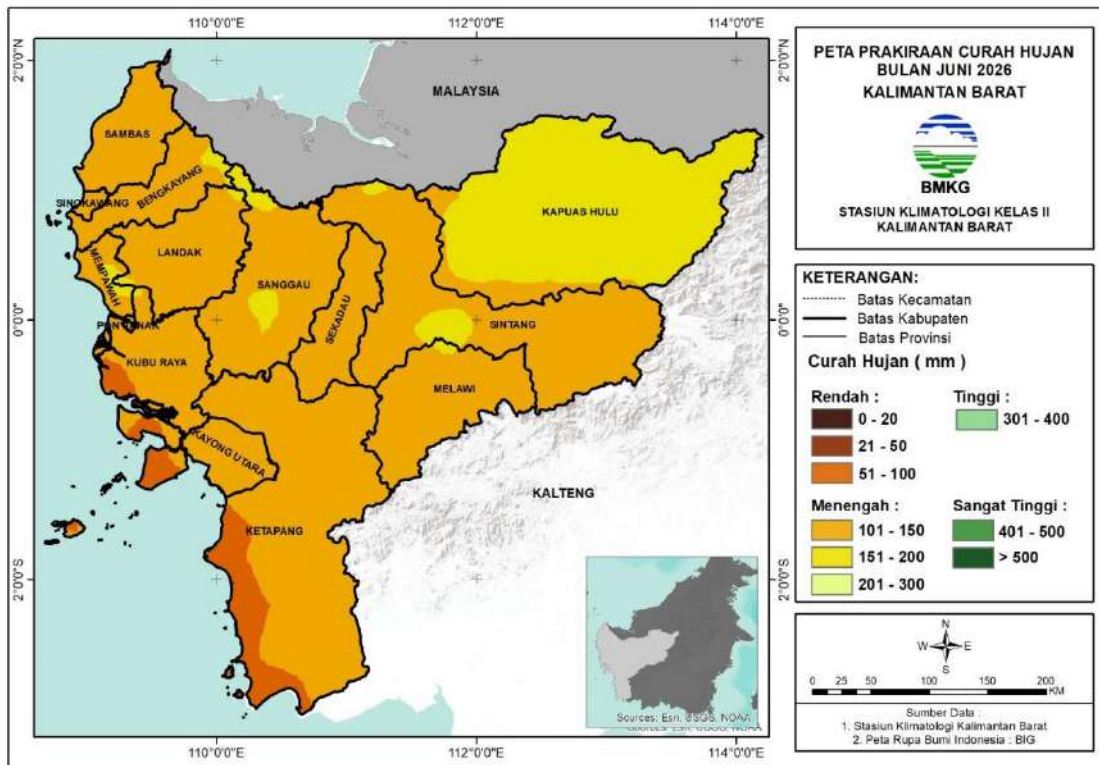 110°0'0"E 112°0'0"E 114°0'0"E
2°0'0"N 2°0'0"N
0°0'0" 0°0'0"
2°0'0"S 2°0'0"S
110°0'0"E 112°0'0"E 114°0'0"E
MALAYSIA
SAMBAS
SINGKAWANG
BENGKAYANG
KAPUAS HULU
LANDAK
MEMPAWAH
SANGGAU
SEKADAU
SINTANG
PONTIANAK
KUBU RAYA
MELAWI
KAYONG UTARA
KALTENG
KETAPANG
Sources: Esri, USGS, NOAA
Sources: Esri, USGS, NOAA
PETA PRAKIRAAN CURAH HUJAN
BULAN JUNI 2026
KALIMANTAN BARAT
BMKG
STASIUN KLIMATOLOGI KELAS II
KALIMANTAN BARAT
KETERANGAN:
Batas Kecamatan
Batas Kabupaten
Batas Provinsi
Curah Hujan ( mm )
Rendah : Tinggi :
0 - 20 301 - 400
21 - 50
51 - 100
Menengah : Sangat Tinggi :
101 - 150 401 - 500
151 - 200 > 500
201 - 300
N
W E
S
0 25 50 100 150 200
KM
Sumber Data :
1. Stasiun Klimatologi Kalimantan Barat
2. Peta Rupa Bumi Indonesia : BIG